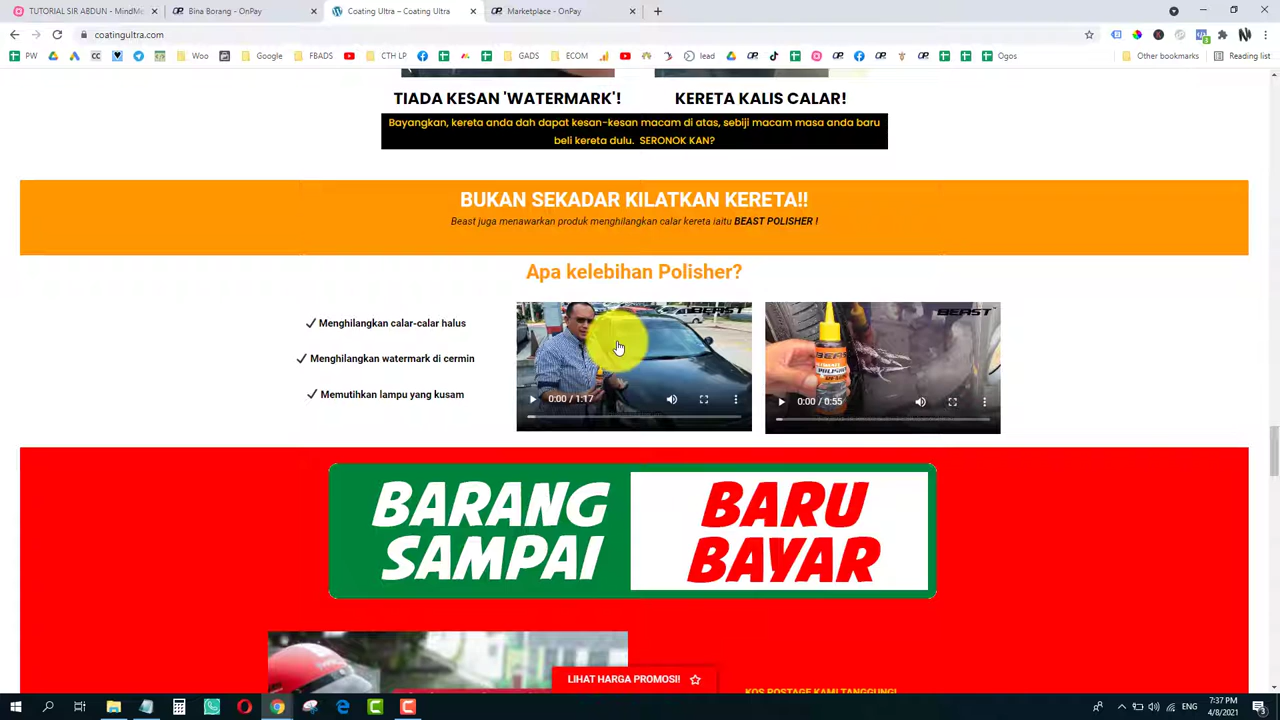 TUTORIAL SIR ABDUN - MindMe
Bina Borang - OnPay
Coating Ultra – Coating Ultra
Marketplace - OnPay
coatingultra.com
PW
Woo
Google
FBADS
CTH LP
GADS
ECOM
lead
Ogos
Other bookmarks
Reading list
TIADA KESAN 'WATERMARK'!
KERETA KALIS CALAR!
Bayangkan, kereta anda dah dapat kesan-kesan macam di atas, sebiji macam masa anda baru
beli kereta dulu. SERONOK KAN?
BUKAN SEKADAR KILATKAN KERETA!!
Beast juga menawarkan produk menghilangkan calar kereta iaitu BEAST POLISHER !
Apa kelebihan Polisher?
Menghilangkan calar-calar halus
Menghilangkan watermark di cermin
Memutihkan lampu yang kusam
BEAST
0:00 / 1:17
BEAST
BEAST
POLISHER
0:00 / 0:55
BARANG
SAMPAI
BARU
BAYAR
LIHAT HARGA PROMOSI!
KOS POSTAGE KAMI TANGGUNG!
ENG
7:37 PM
4/8/2021